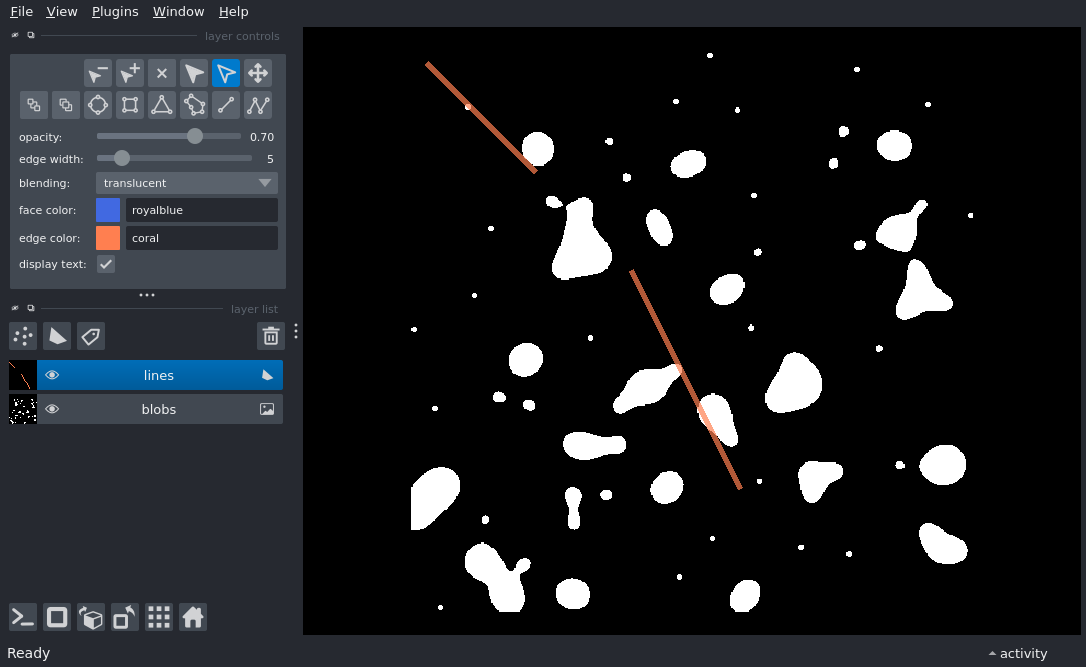 File View Plugins Window Help
layer controls
opacity: 0.70
edge width: 5
blending: translucent
face color: royalblue
edge color: coral
display text:
layer list
lines
blobs
Ready
activity